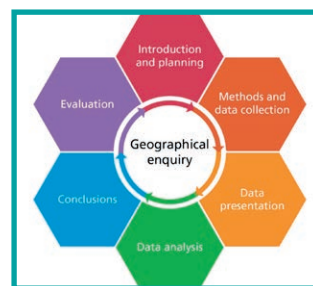 Introduction
and planning
Methods and
data collection
Data
presentation
Data analysis
Conclusions
Evaluation
Geographical
enquiry